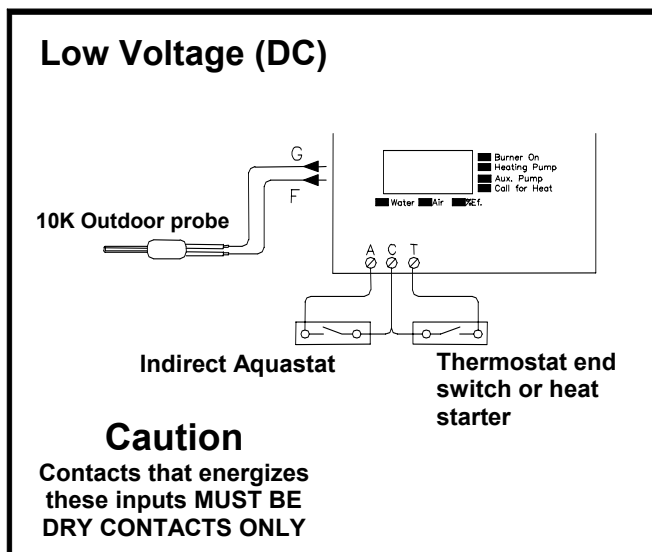 Low Voltage (DC)
G
F
Burner On
Heating Pump
Aux. Pump
Call for Heat
Water Air %Ef.
10K Outdoor probe
A C T
Indirect Aquastat
Thermostat end
switch or heat
starter
Caution
Contacts that energizes
these inputs MUST BE
DRY CONTACTS ONLY